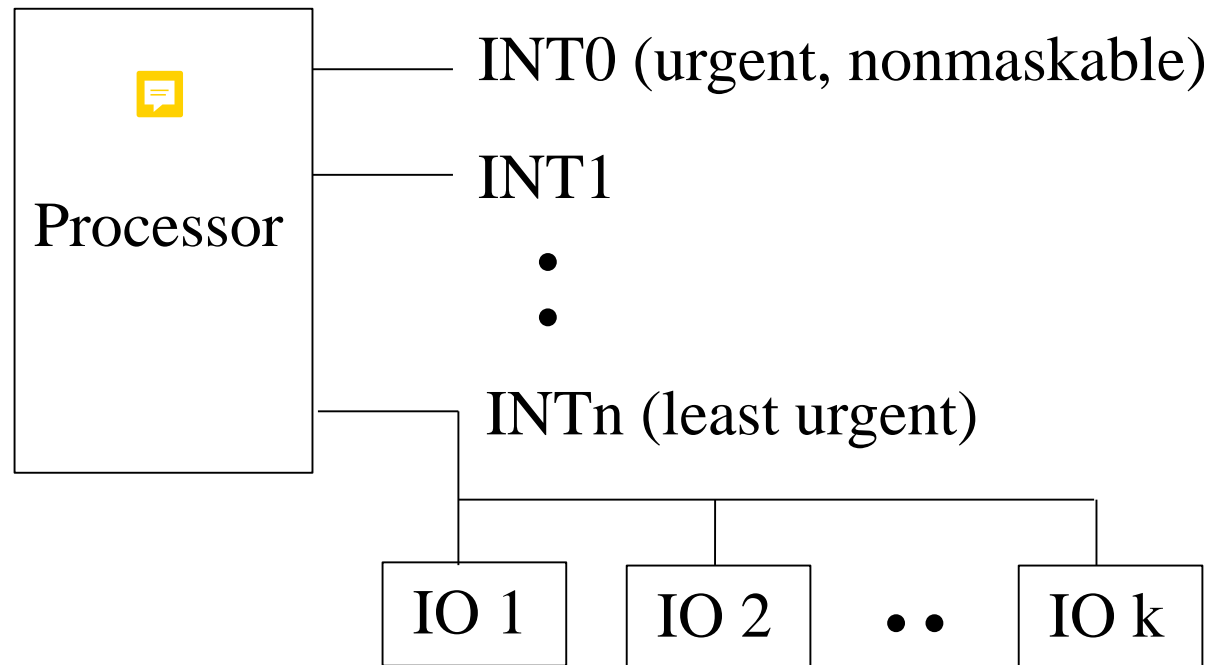 INT0 (urgent, nonmaskable)
INT1
Processor
INTn (least urgent)
IO 1
IO 2
IO k